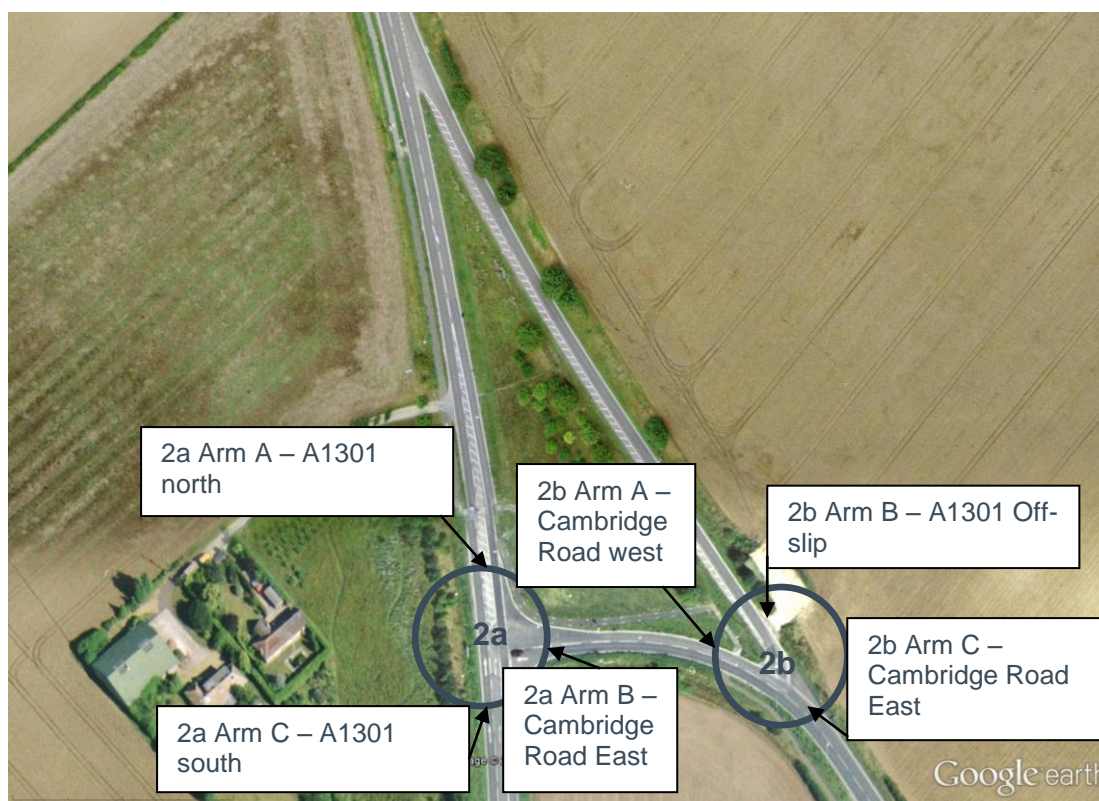 2a Arm A – A1301
north
2b Arm A –
Cambridge
Road west
2b Arm B – A1301 Off-
slip
2a
2b
2a Arm C – A1301
south
2a Arm B –
Cambridge
Road East
2b Arm C –
Cambridge Road
East
Google earth